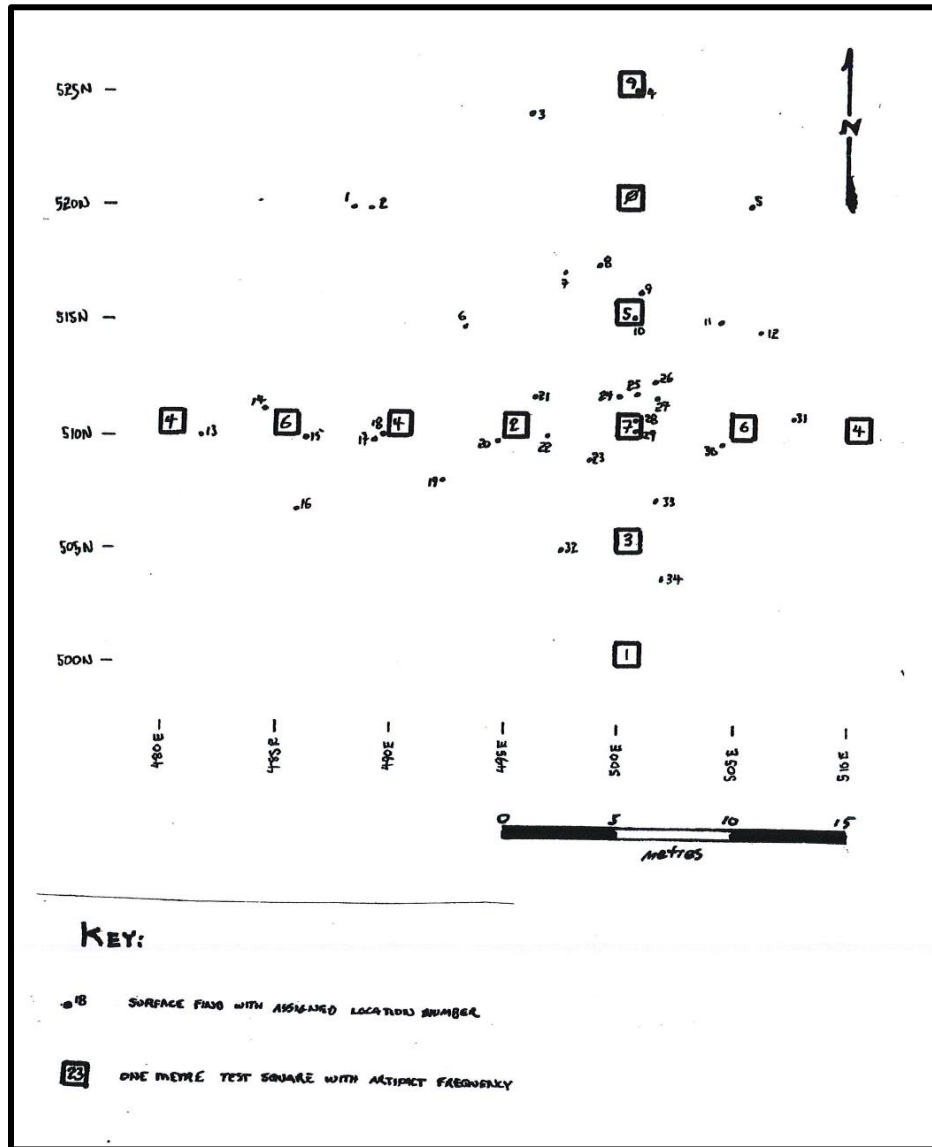 525N –
9
4
3
N
520N –
1
2
Ø
5
8
7
9
515N –
6
5
10
11
12
26
25
24
27
21
14
4
13
6
15
18
4
17
510N –
2
20
22
7
28
29
23
6
30
31
4
19
16
33
505N –
32
3
34
500N –
1
480E –
485E –
490E –
495E –
500E –
505E –
510E –
0 5 10 15
METRES
KEY:
18 SURFACE FIND WITH ASSIGNED LOCATION NUMBER
23 ONE METRE TEST SQUARE WITH ARTIFACT FREQUENCY